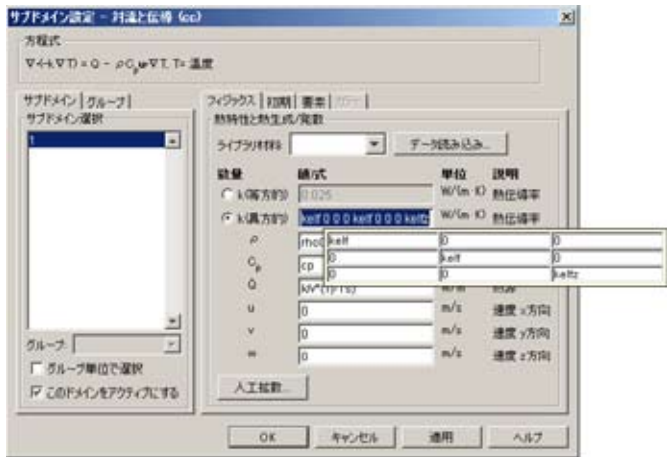 サブドメイン設定 - 対流と伝導 (cc)
方程式
∇·(-k∇T) = Q - ρCpu·∇T, T= 温度
サブドメイン グループ
サブドメイン選択
1
グループ:
グループ単位で選択
このドメインをアクティブにする
フィジックス 初期 要素 カラー
熱特性と熱生成/発散
ライブラリ材料:
データ読み込み...
数量 値/式 単位 説明
k (等方的) 0.025 W/(m·K) 熱伝導率
k (異方的) kelf 0 0 0 kelf 0 0 0 kelfz W/(m·K) 熱伝導率
kelf 0 0
0 kelf 0
0 0 kelfz
ρ
Cp cp
Q
u 0 m/s 速度 x方向
v 0 m/s 速度 y方向
w 0 m/s 速度 z方向
人工拡散...
OK キャンセル 適用 ヘルプ